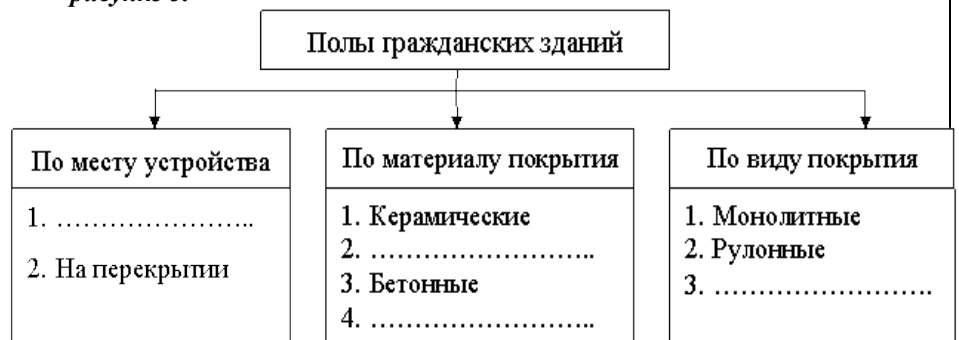 рисунке 3.
Полы гражданских зданий
По месту устройства
1. …………………..
2. На перекрытии
По материалу покрытия
1. Керамические
2. ……………………..
3. Бетонные
4. ……………………..
По виду покрытия
1. Монолитные
2. Рулонные
3. …………………….